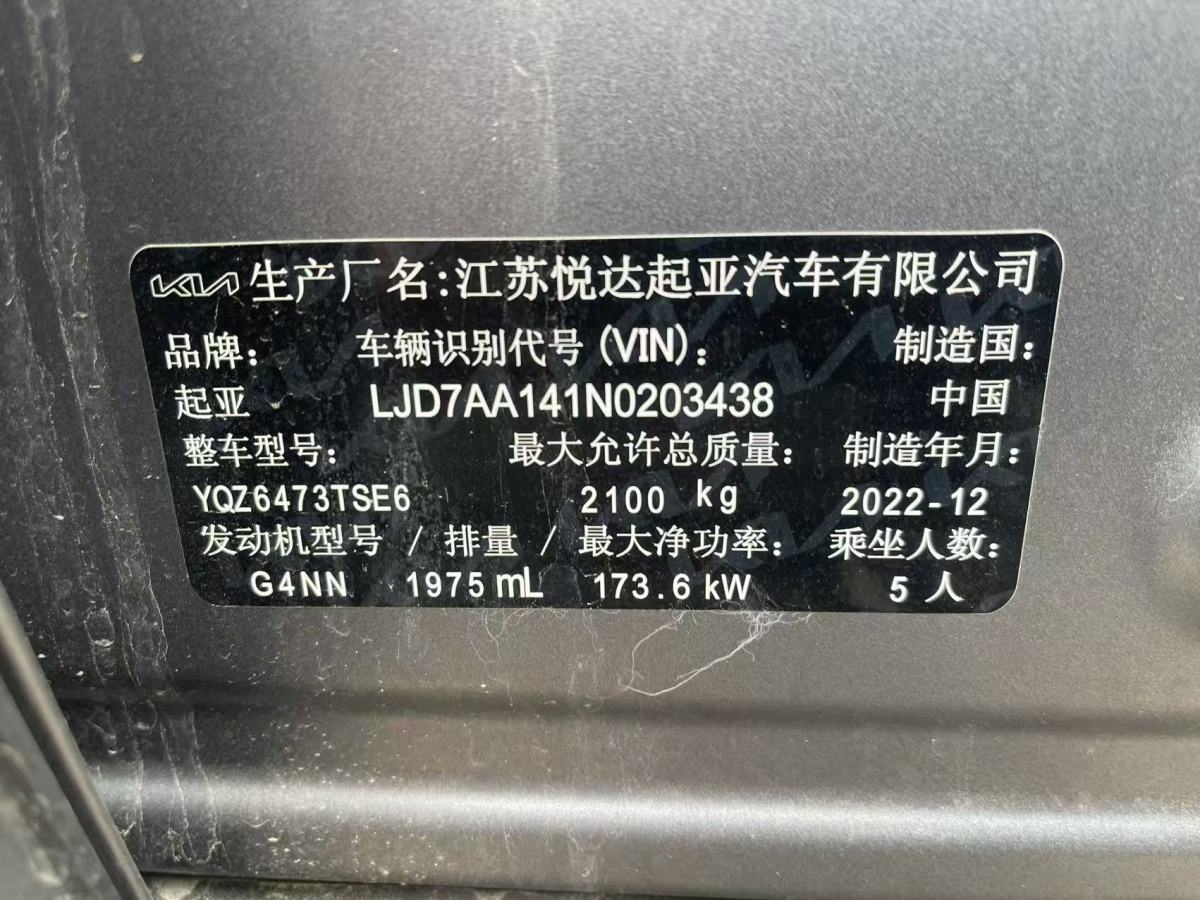 KIA 生产厂名:江苏悦达起亚汽车有限公司
品牌: 车辆识别代号(VIN): 制造国:
起亚 LJD7AA141N0203438 中国
整车型号: 最大允许总质量: 制造年月:
YQZ6473TSE6 2100 kg 2022-12
发动机型号 / 排量 / 最大净功率: 乘坐人数:
G4NN 1975 mL 173.6 kW 5 人